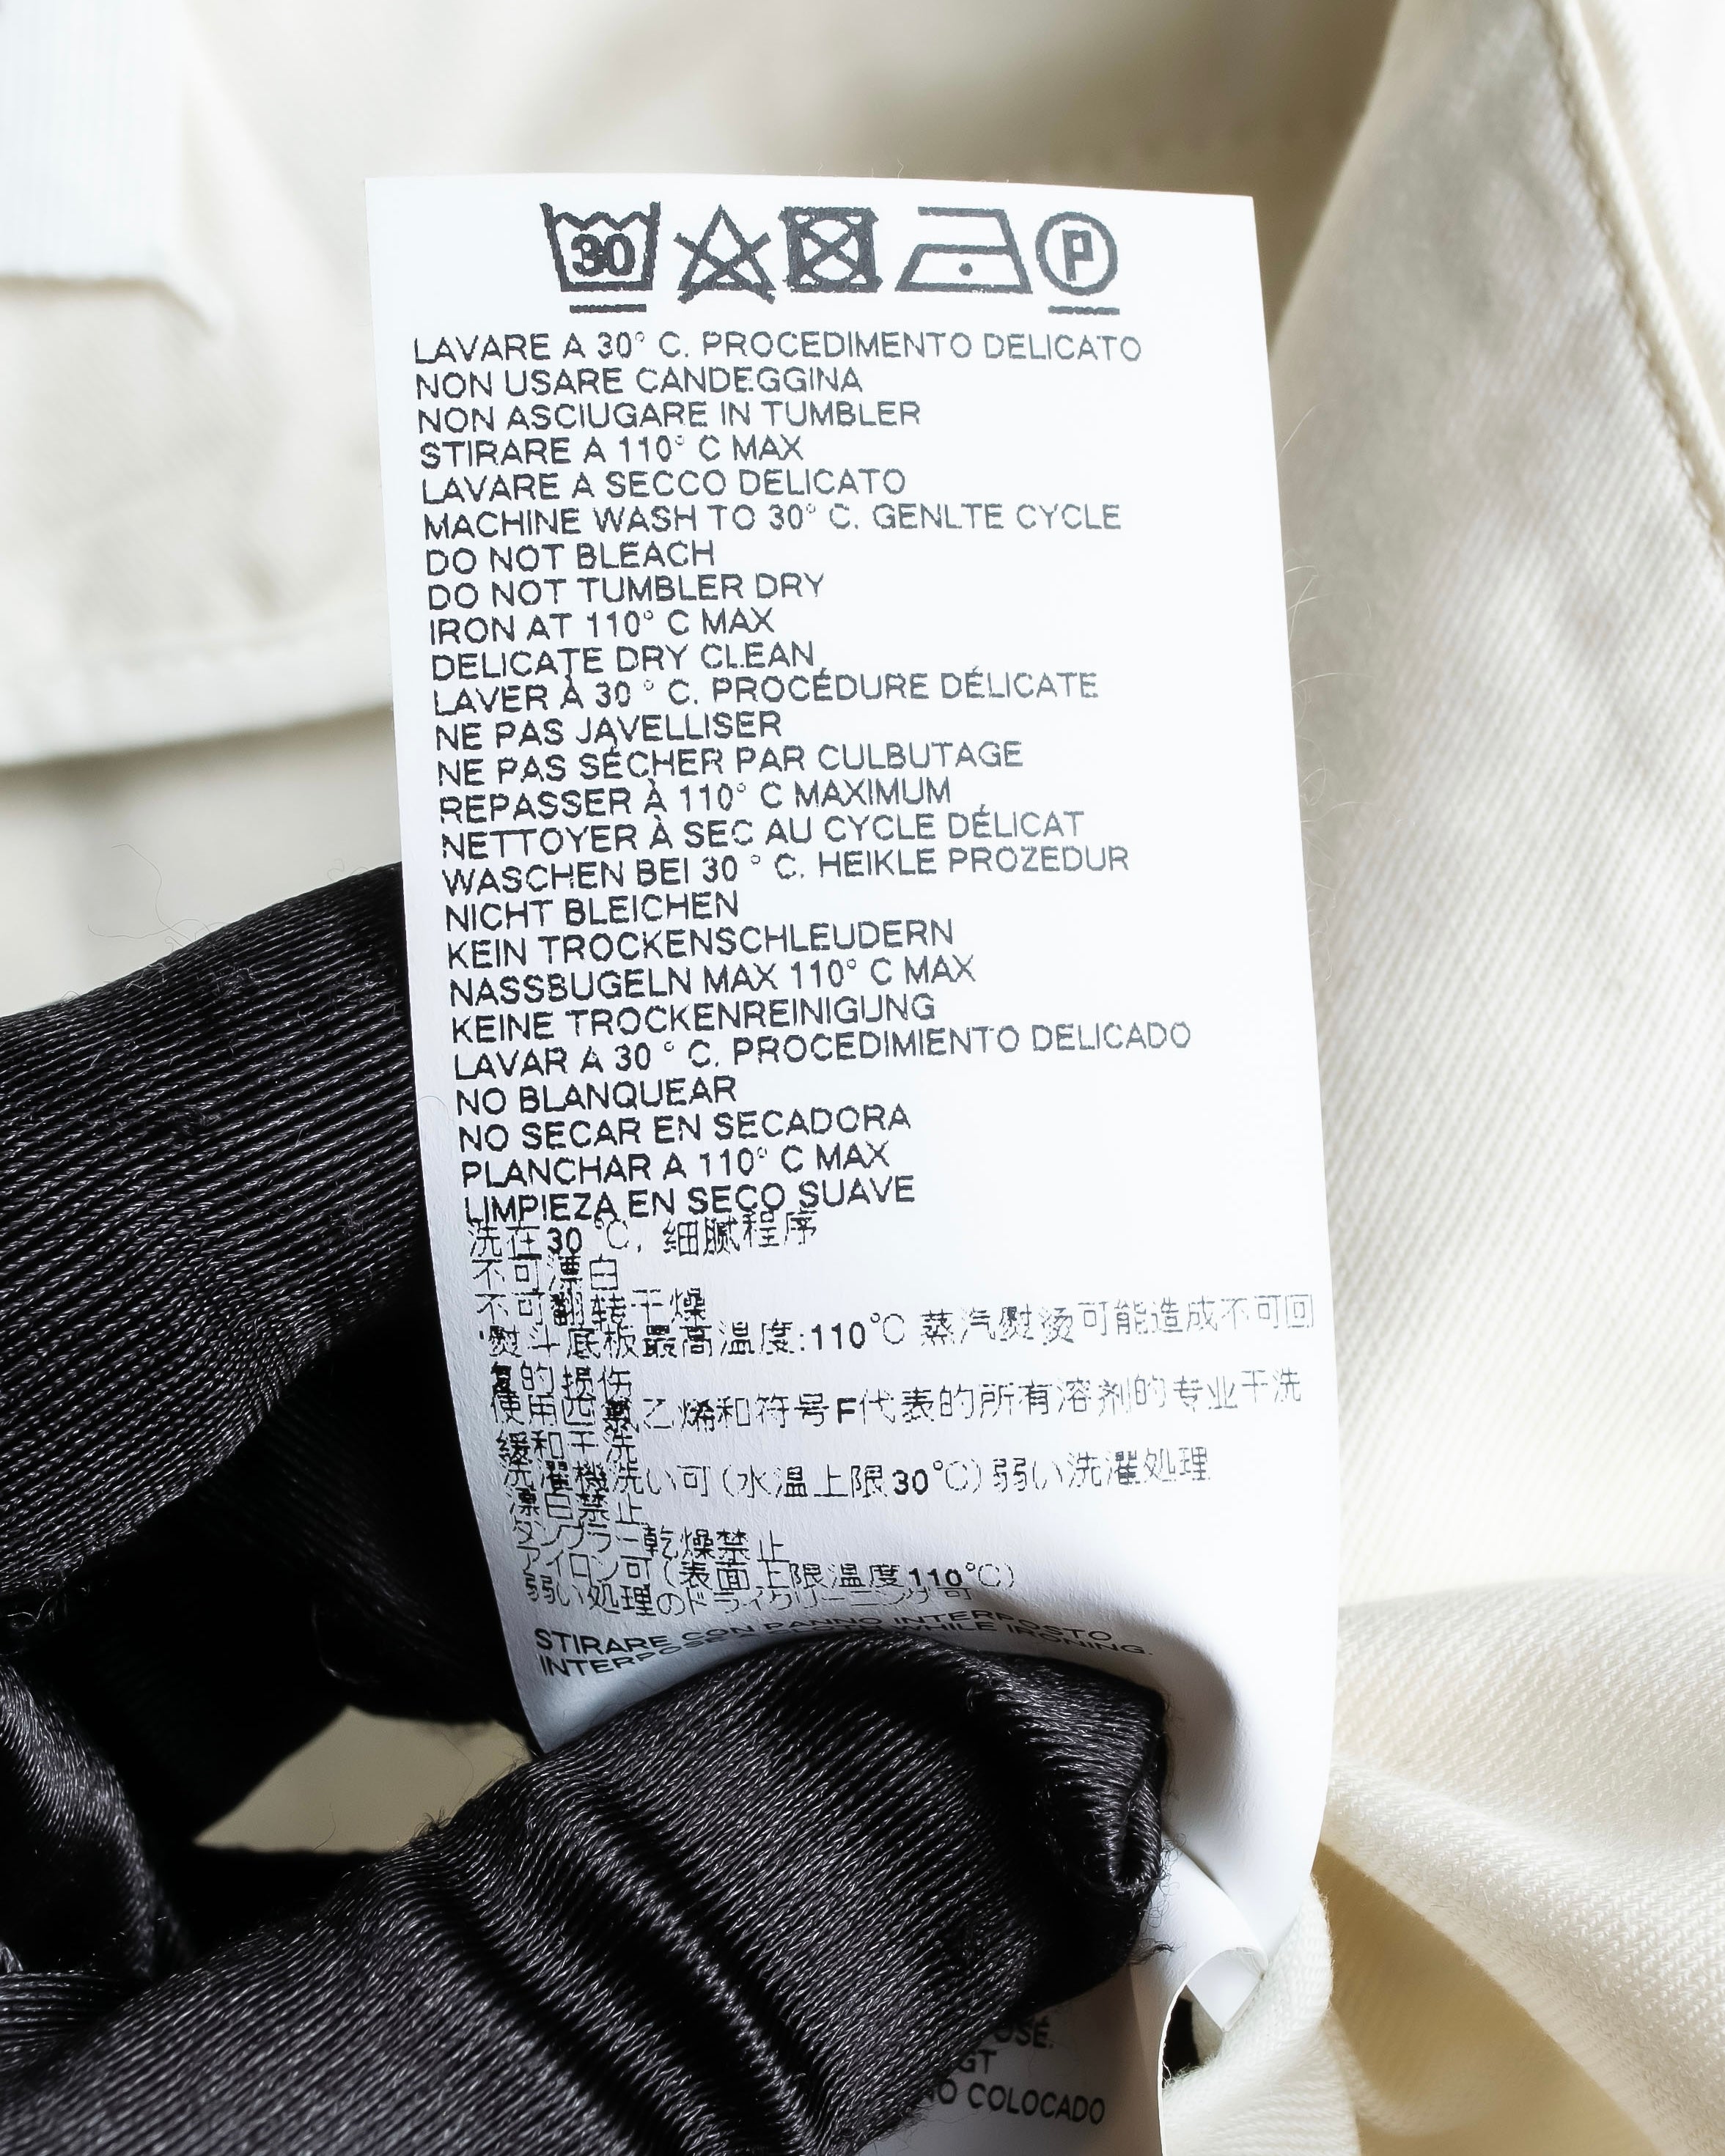 30 P
LAVARE A 30° C. PROCEDIMENTO DELICATO
NON USARE CANDEGGINA
NON ASCIUGARE IN TUMBLER
STIRARE A 110° C MAX
LAVARE A SECCO DELICATO
MACHINE WASH TO 30° C. GENLTE CYCLE
DO NOT BLEACH
DO NOT TUMBLER DRY
IRON AT 110° C MAX
DELICATE DRY CLEAN
LAVER À 30 ° C. PROCÉDURE DÉLICATE
NE PAS JAVELLISER
NE PAS SÉCHER PAR CULBUTAGE
REPASSER À 110° C MAXIMUM
NETTOYER À SEC AU CYCLE DÉLICAT
WASCHEN BEI 30 ° C. HEIKLE PROZEDUR
NICHT BLEICHEN
KEIN TROCKENSCHLEUDERN
NASSBUGELN MAX 110° C MAX
KEINE TROCKENREINIGUNG
LAVAR A 30 ° C. PROCEDIMIENTO DELICADO
NO BLANQUEAR
NO SECAR EN SECADORA
PLANCHAR A 110° C MAX
LIMPIEZA EN SECO SUAVE
洗在30 ℃, 细腻程序
不可漂白
不可翻转干燥
熨斗底板最高温度:110℃ 蒸汽熨烫可能造成不可回
复的损伤
使用四氯乙烯和符号F代表的所有溶剂的专业干洗
缓和干洗
洗濯機洗い可(水温上限30℃)弱い洗濯処理
漂白禁止
タンブラー乾燥禁止
アイロン可(表面上限温度110℃)
弱い処理のドライクリーニング可
STIRARE CON PANNO INTERPOSTO
WHILE IRONING.
COLOCADO